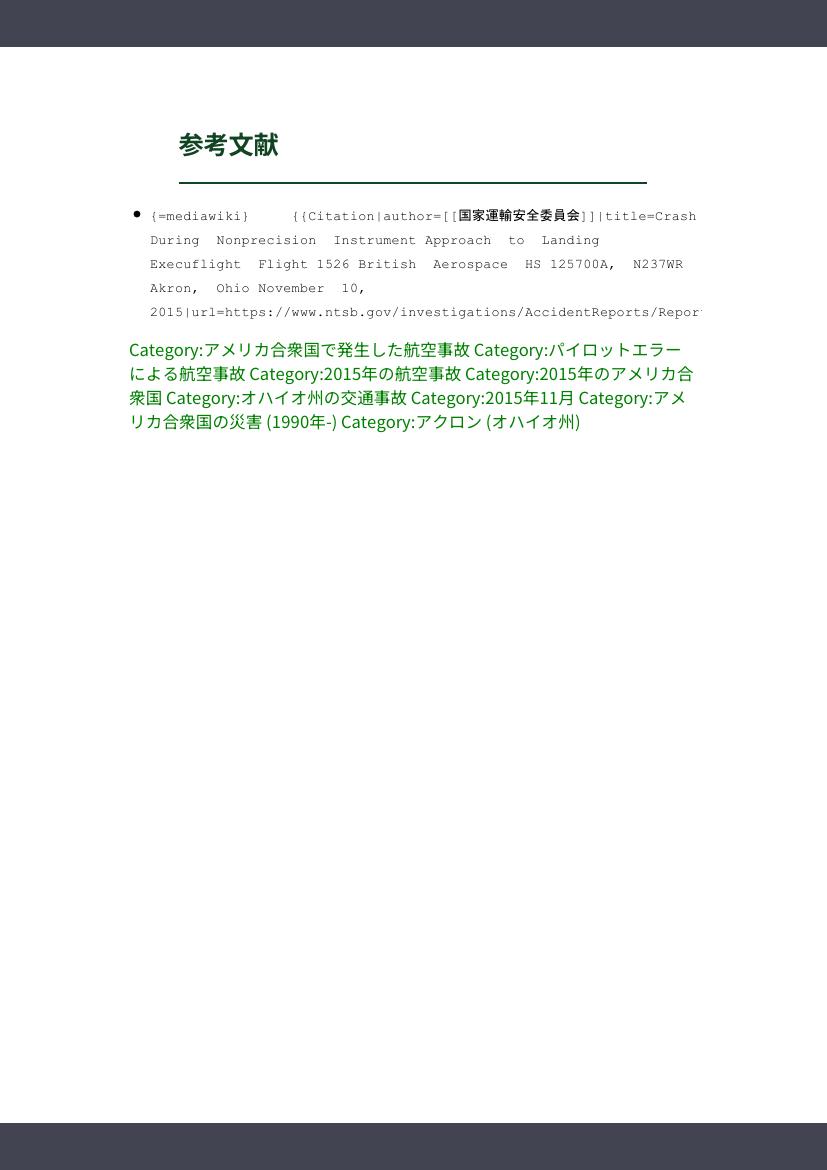 参考文献
{=mediawiki} {{Citation|author=[[国家運輸安全委員会]]|title=Crash
During Nonprecision Instrument Approach to Landing
Execuflight Flight 1526 British Aerospace HS 125700A, N237WR
Akron, Ohio November 10,
2015|url=https://www.ntsb.gov/investigations/AccidentReports/Repor
Category:アメリカ合衆国で発生した航空事故 Category:パイロットエラー
による航空事故 Category:2015年の航空事故 Category:2015年のアメリカ合
衆国 Category:オハイオ州の交通事故 Category:2015年11月 Category:アメ
リカ合衆国の災害 (1990年-) Category:アクロン (オハイオ州)